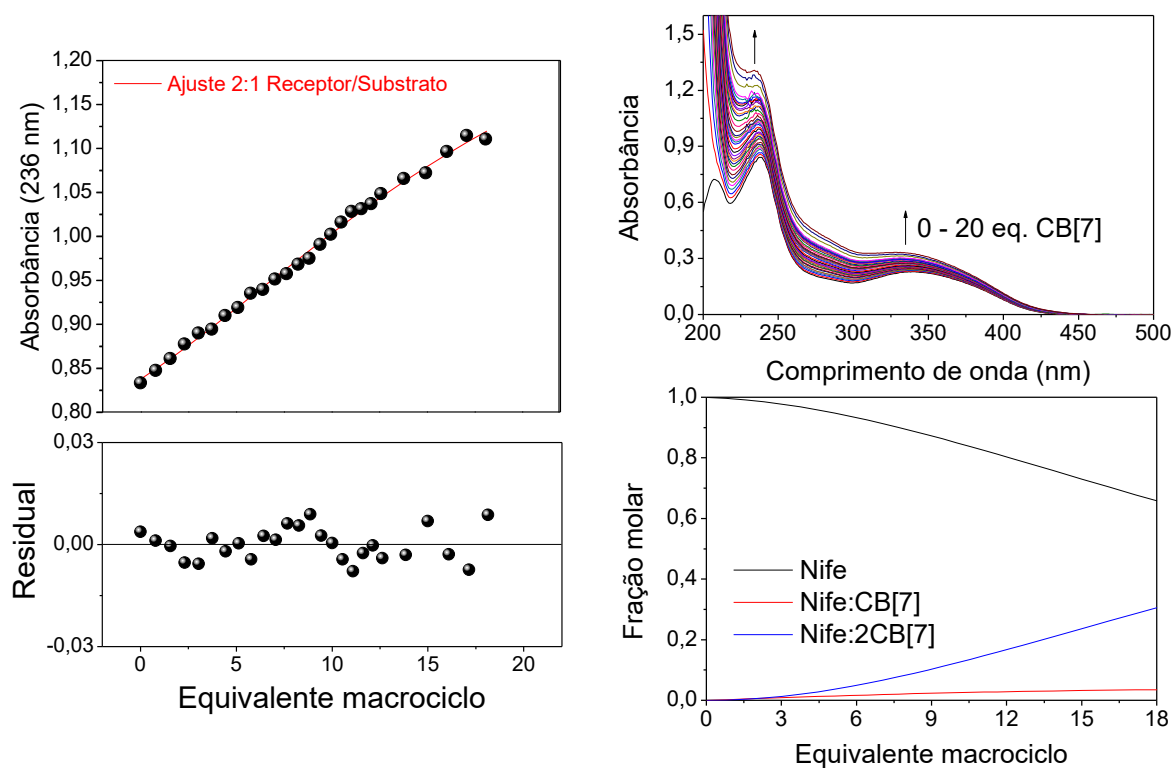 1,20
1,15
1,10
1,05
1,00
0,95
0,90
0,85
0,80
Absorbância (236 nm)
Ajuste 2:1 Receptor/Substrato
0,03
0,00
-0,03
Residual
0 5 10 15 20
Equivalente macrociclo
1,5
1,2
0,9
0,6
0,3
0,0
Absorbância
0 - 20 eq. CB[7]
200 250 300 350 400 450 500
Comprimento de onda (nm)
1,0
0,8
0,6
0,4
0,2
0,0
Fração molar
Nife
Nife:CB[7]
Nife:2CB[7]
0 3 6 9 12 15 18
Equivalente macrociclo